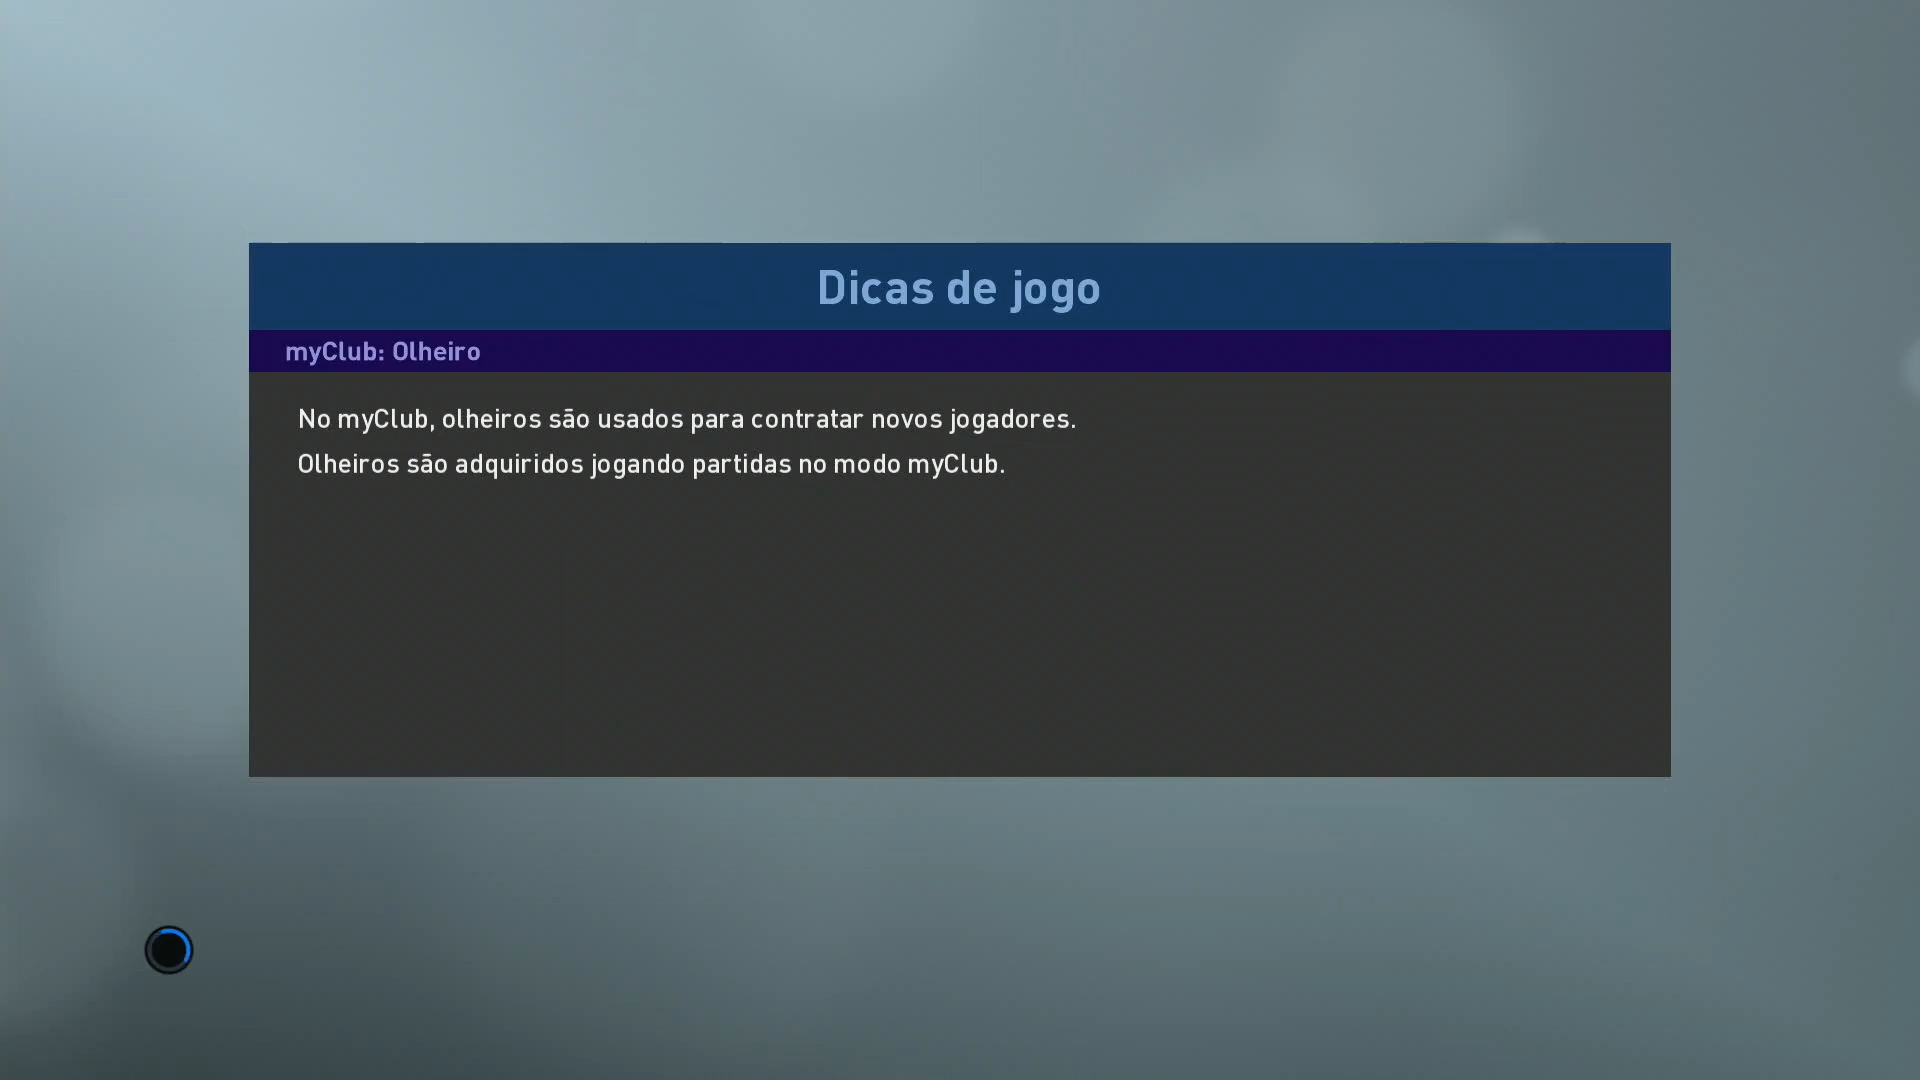 Dicas de jogo
myClub: Olheiro
No myClub, olheiros são usados para contratar novos jogadores.
Olheiros são adquiridos jogando partidas no modo myClub.